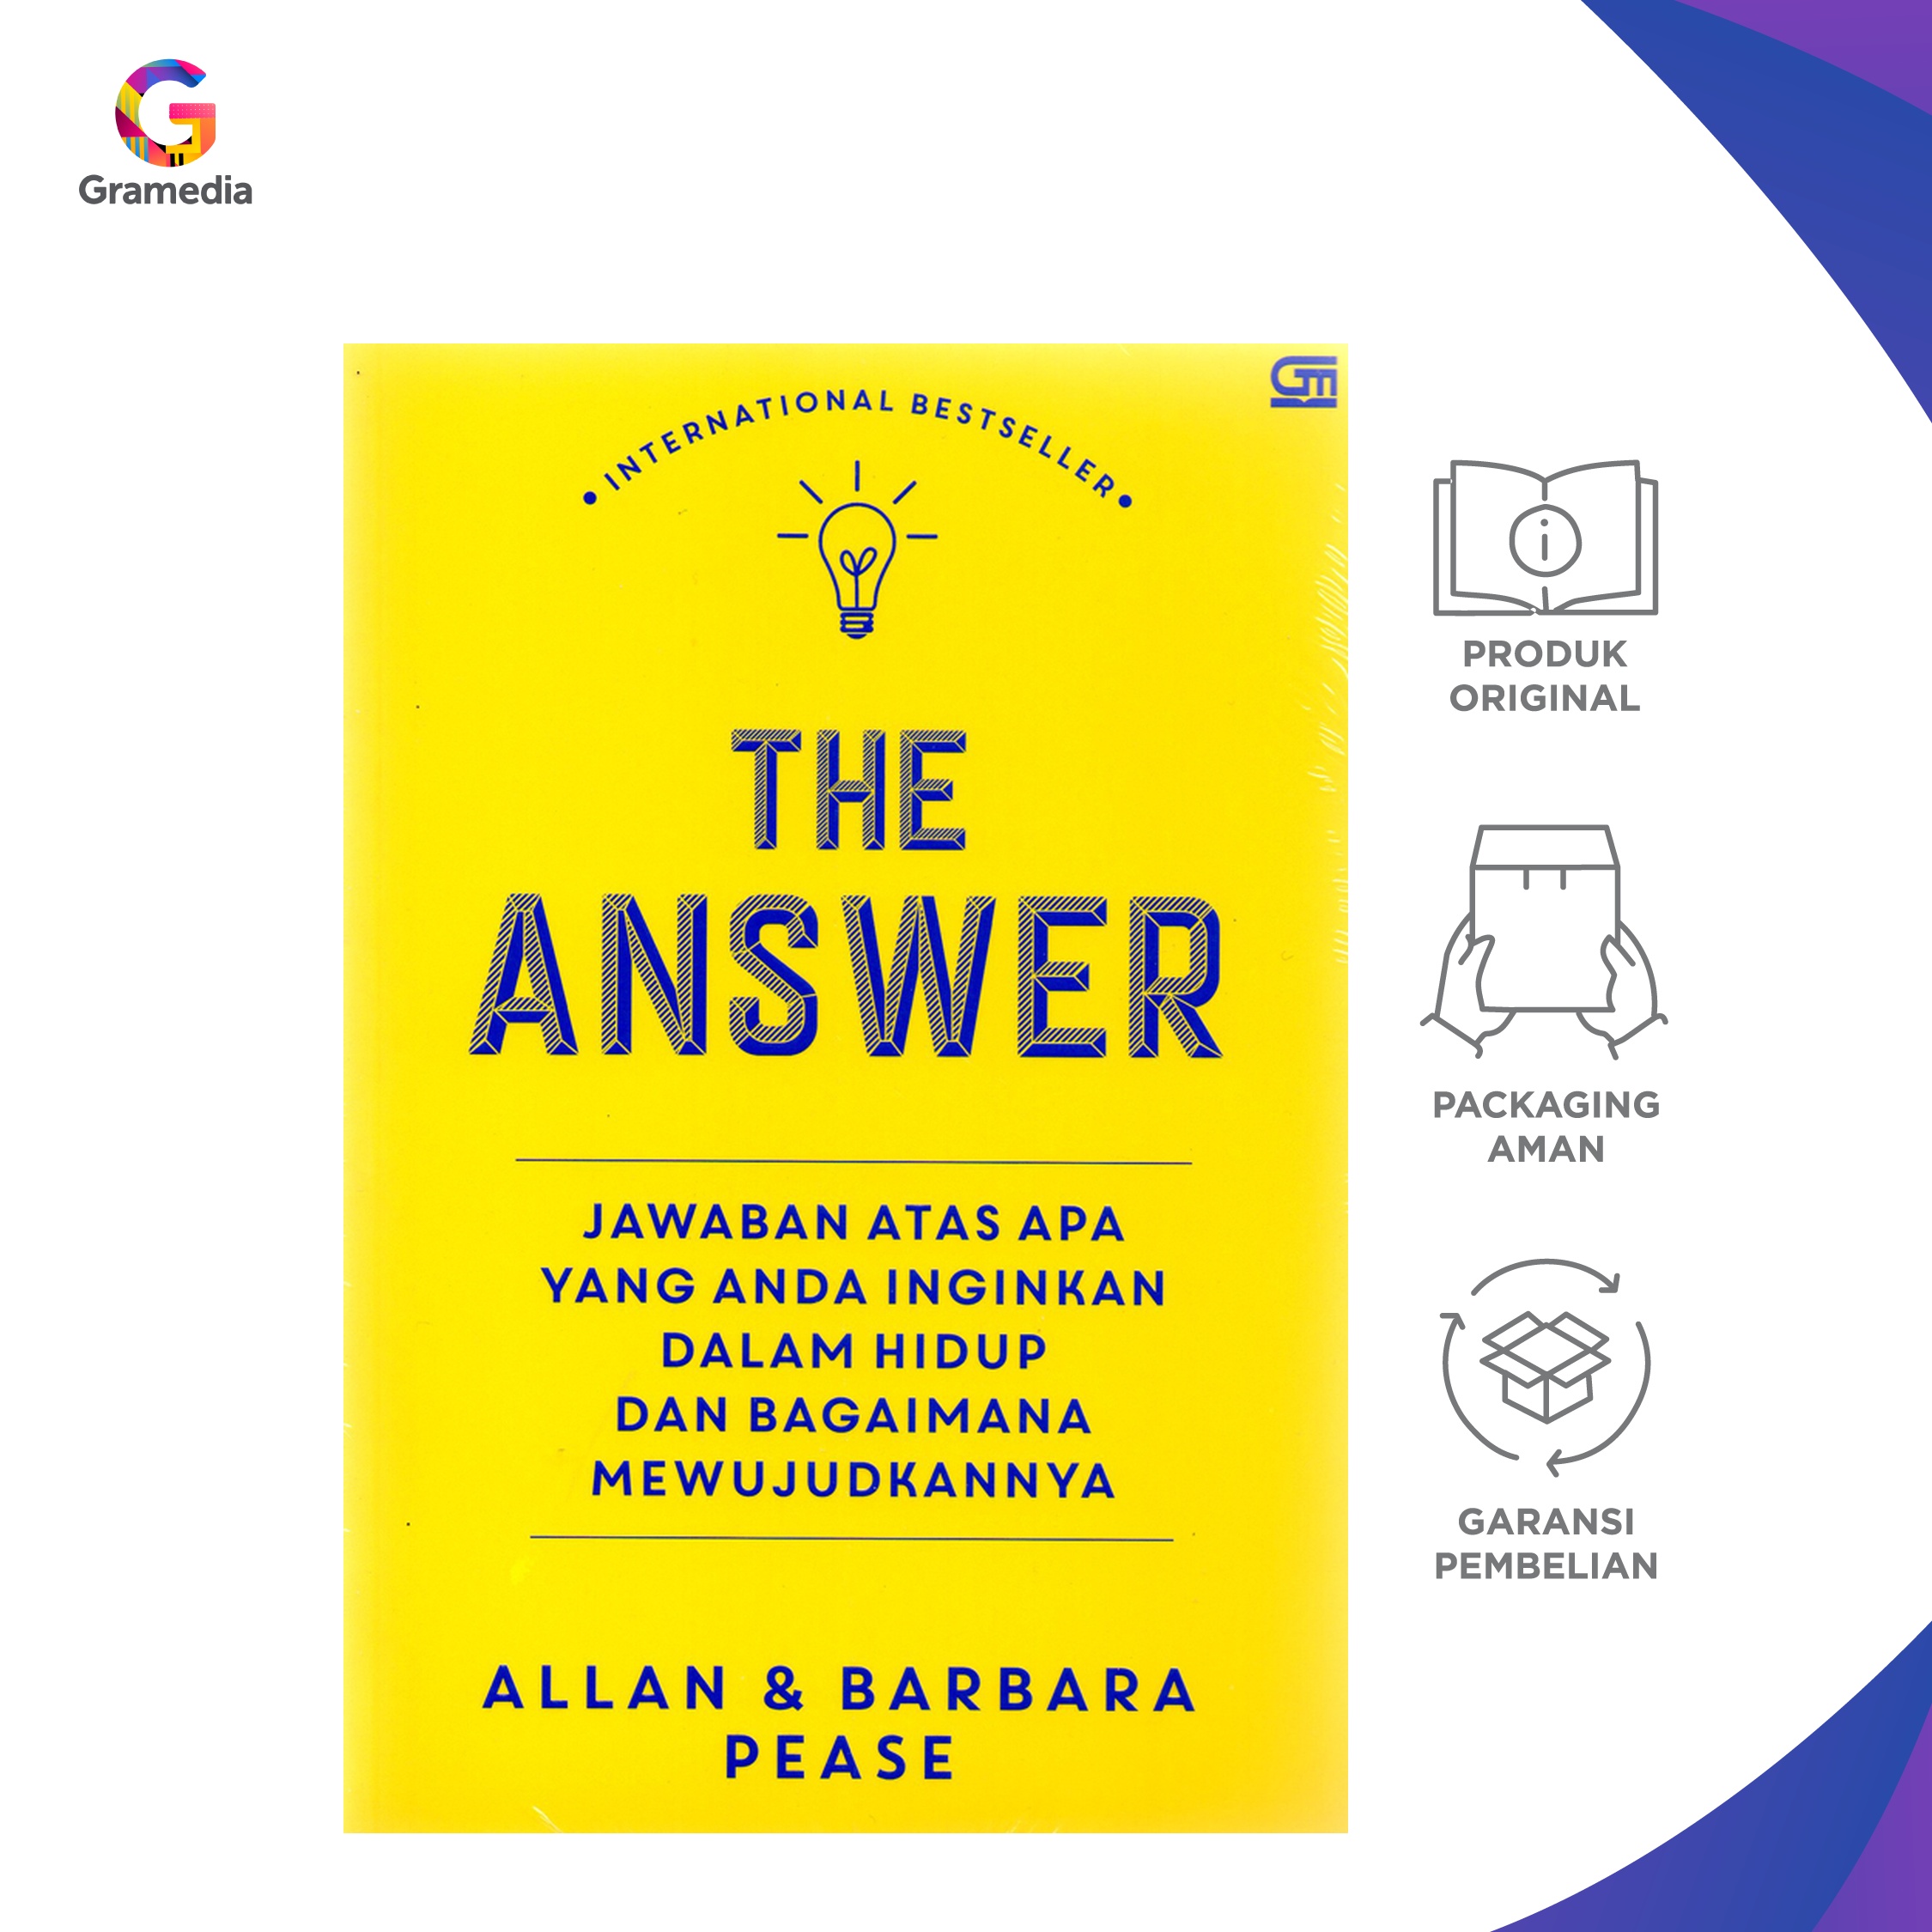 Gramedia
• INTERNATIONAL BESTSELLER •
GM
THE
ANSWER
JAWABAN ATAS APA
YANG ANDA INGINKAN
DALAM HIDUP
DAN BAGAIMANA
MEWUJUDKANNYA
ALLAN & BARBARA
PEASE
PRODUK
ORIGINAL
PACKAGING
AMAN
GARANSI
PEMBELIAN